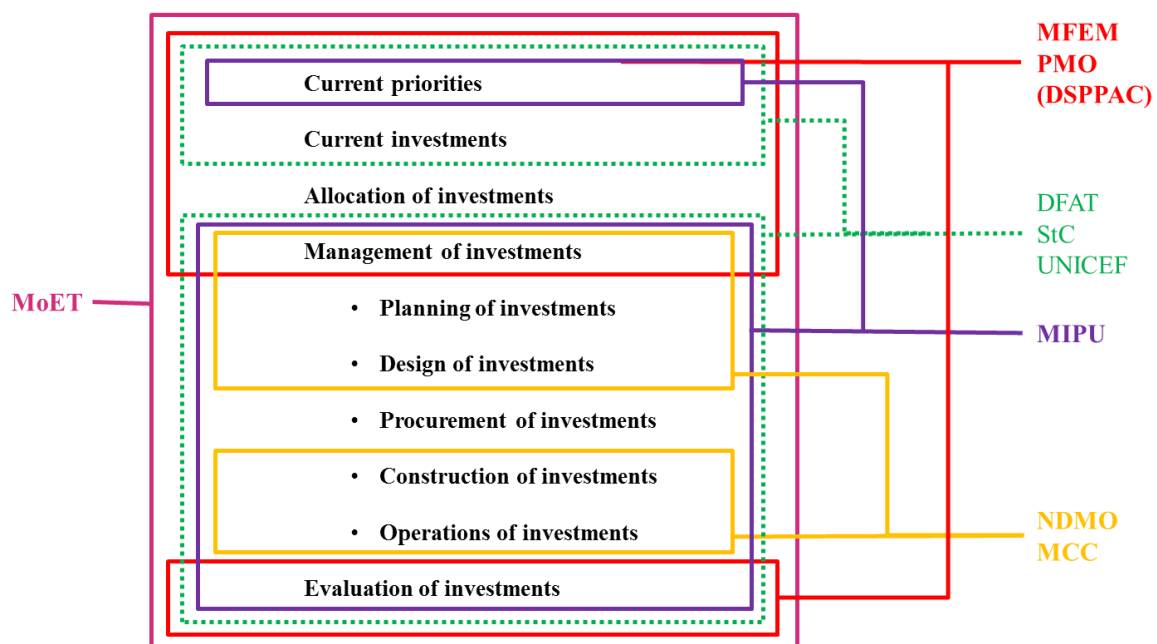 MoET
Current priorities
Current investments
Allocation of investments
Management of investments
• Planning of investments
• Design of investments
• Procurement of investments
• Construction of investments
• Operations of investments
Evaluation of investments
MFEM
PMO
(DSPPAC)
DFAT
StC
UNICEF
MIPU
NDMO
MCC